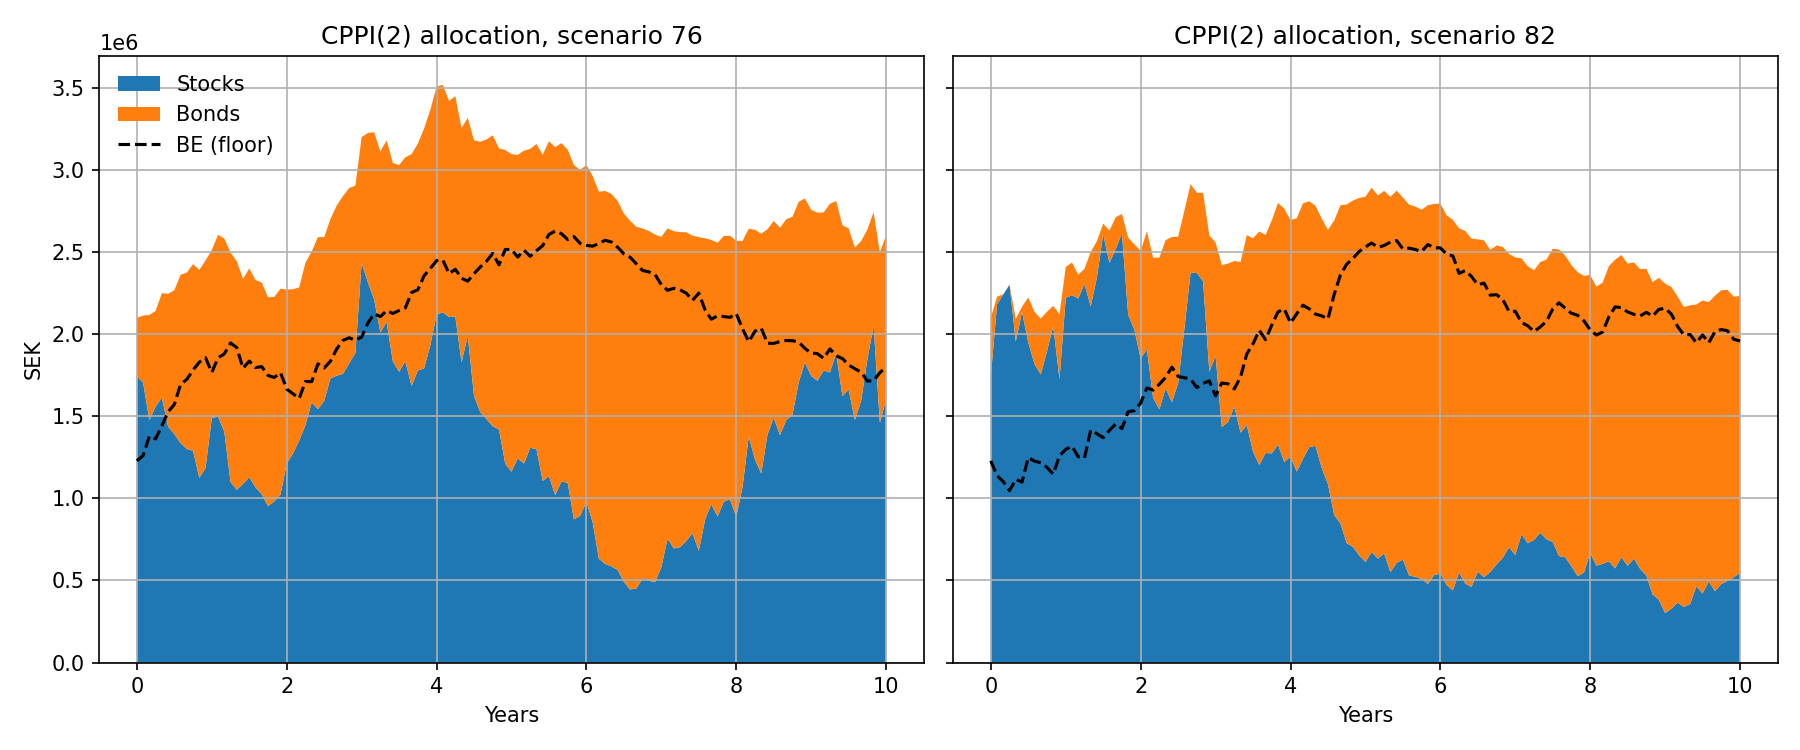 CPPI(2) allocation, scenario 76
CPPI(2) allocation, scenario 82
1e6
Stocks
Bonds
BE (floor)
3.5
3.0
2.5
2.0
1.5
1.0
0.5
0.0
SEK
0 2 4 6 8 10
0 2 4 6 8 10
Years
Years